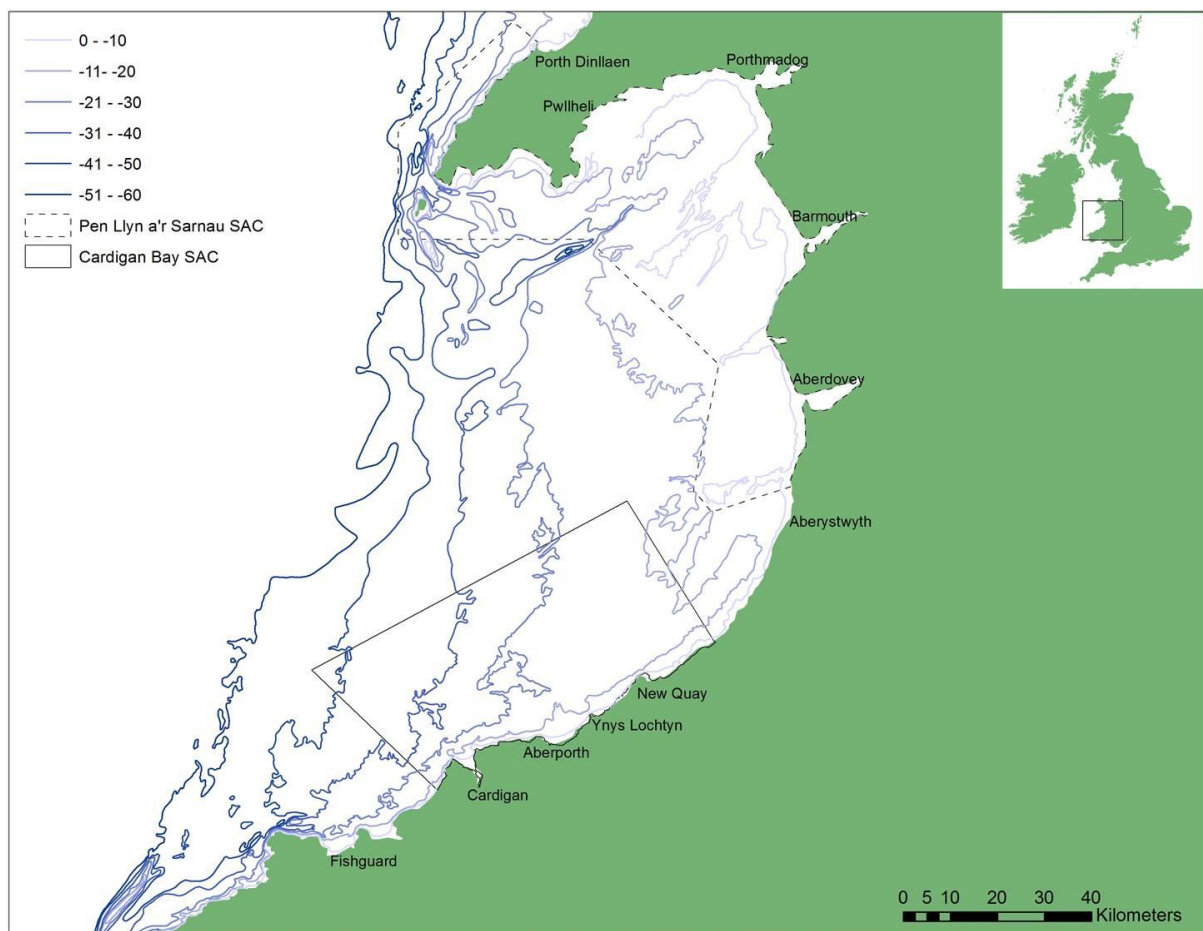 0 - -10
-11- -20
-21 - -30
-31 - -40
-41 - -50
-51 - -60
Pen Llyn a'r Sarnau SAC
Cardigan Bay SAC
Porth Dinllaen
Porthmadog
Pwllheli
Barmouth
Aberdovey
Aberystwyth
New Quay
Ynys Lochtyn
Aberporth
Cardigan
Fishguard
0 5 10 20 30 40
Kilometers